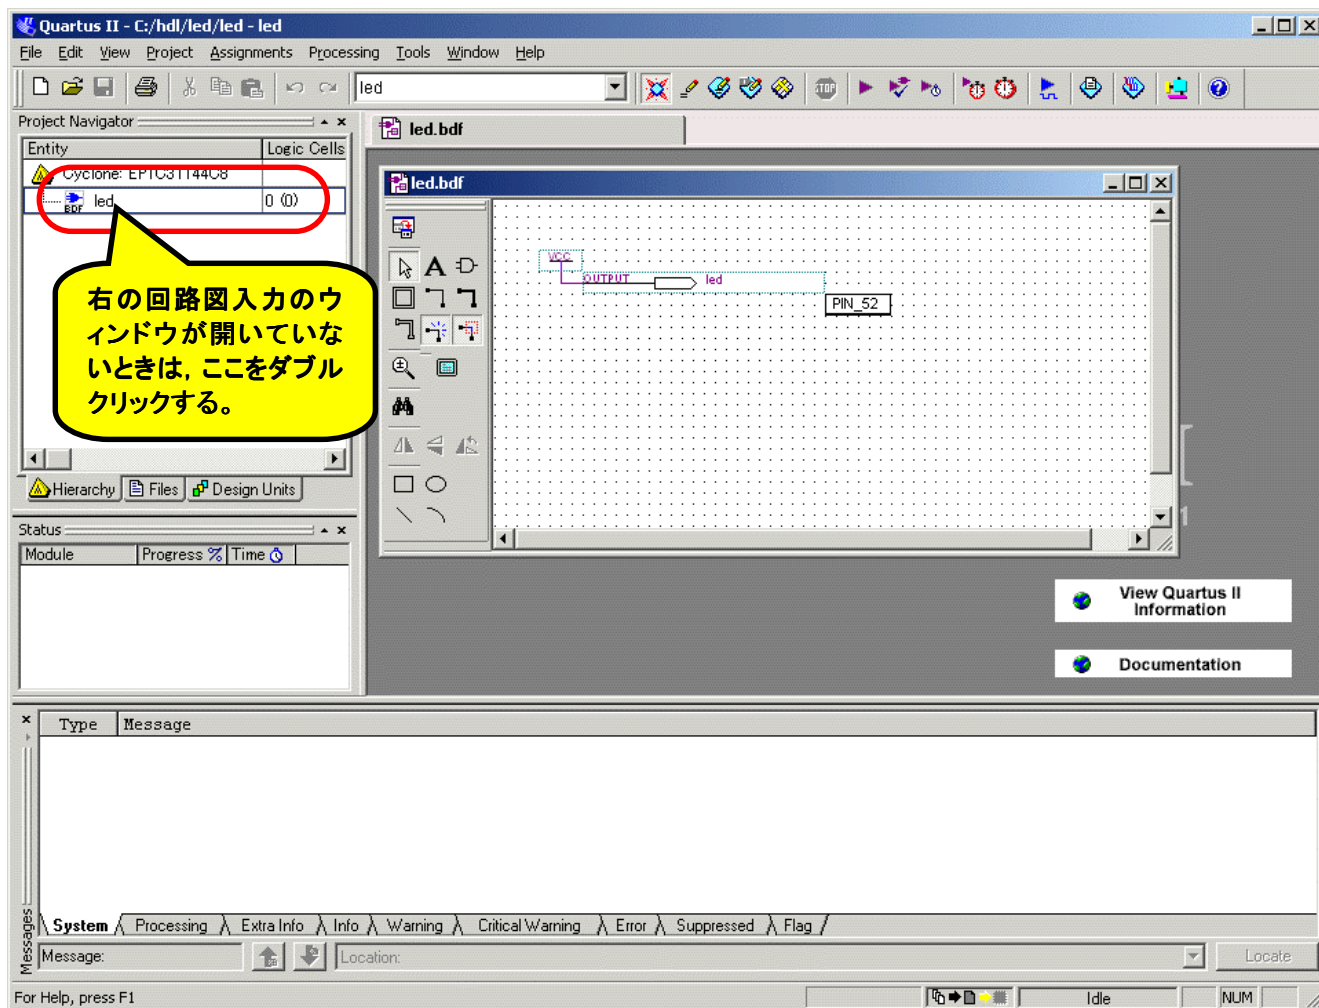 Quartus II - C:/hdl/led/led - led
File Edit View Project Assignments Processing Tools Window Help
led
STOP
Project Navigator
Entity Logic Cells
Cyclone: EP1C3T144C8
BDF led 0 (0)
右の回路図入力のウ
ィンドウが開いていな
いときは, ここをダブル
クリックする。
Hierarchy Files Design Units
Status
Module Progress % Time
led.bdf
led.bdf
VCC
OUTPUT led
PIN_52
View Quartus II
Information
Documentation
Type Message
Messages
System Processing Extra Info Info Warning Critical Warning Error Suppressed Flag
Message: Location: Locate
For Help, press F1 Idle NUM